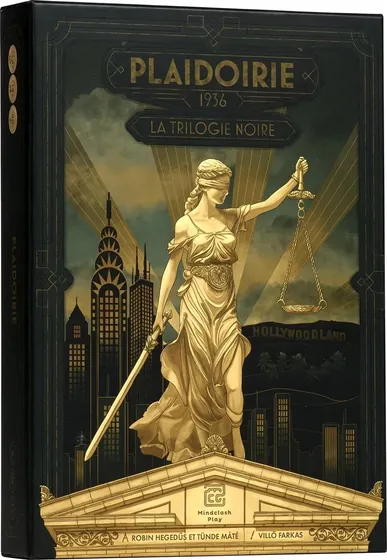 PLAIDOIRIE
1936
LA TRILOGIE NOIRE
HOLLYWOODLAND
Mindclash
Play
ROBIN HEGEDŰS ET TÜNDE MÁTÉ / VILLŐ FARKAS
PLAIDOIRIE